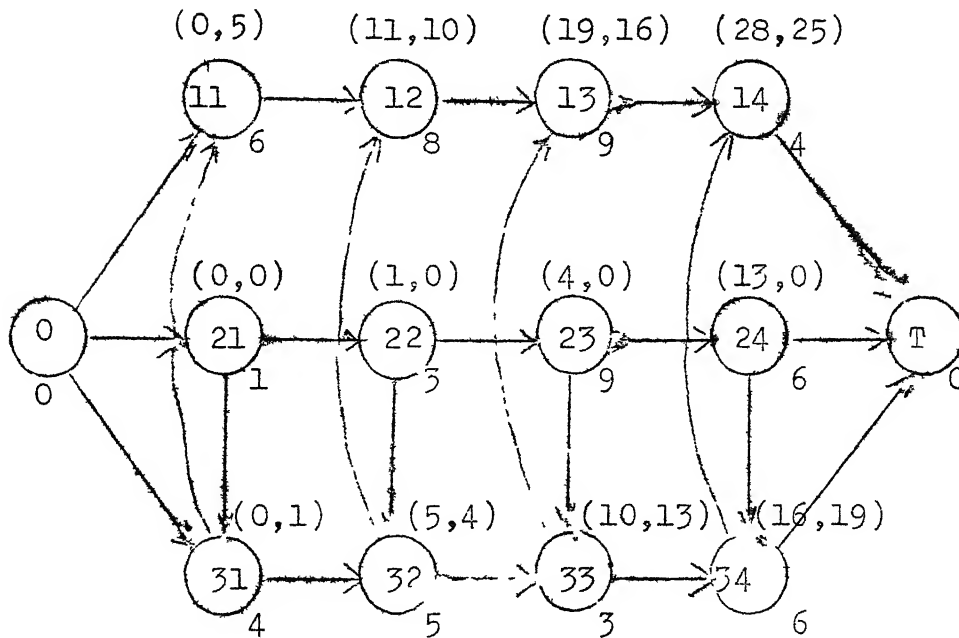 (0,5) (11,10) (19,16) (28,25)
11 12 13 14
6 8 9 4
(0,0) (1,0) (4,0) (13,0)
0 21 22 23 24 T
0 1 3 9 6 0
(0,1) (5,4) (10,13) (16,19)
31 32 33 34
4 5 3 6